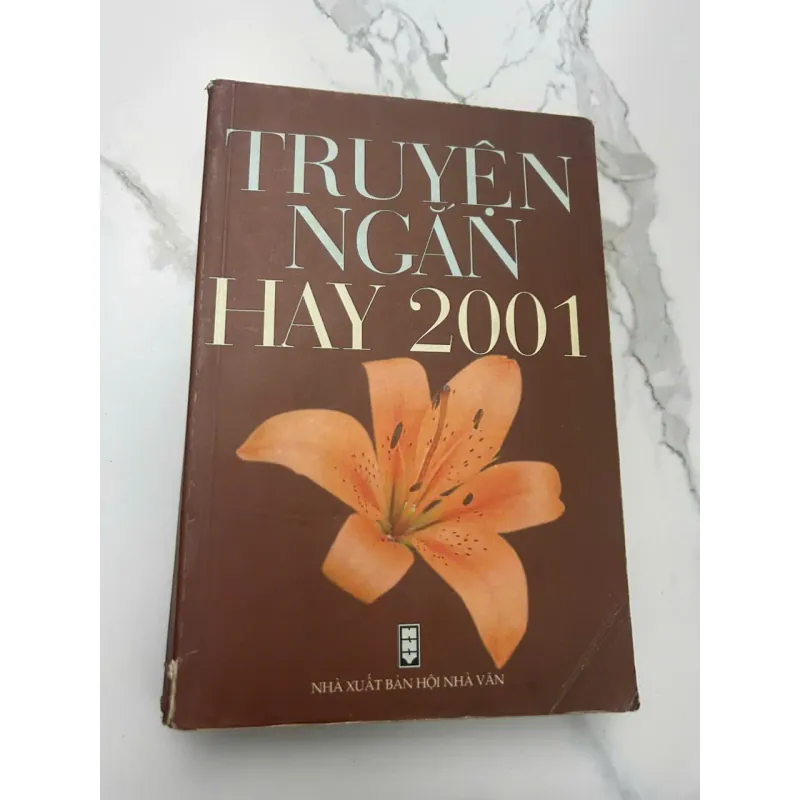 TRUYỆN
NGẮN
HAY 2001
NHÀ XUẤT BẢN HỘI NHÀ VĂN